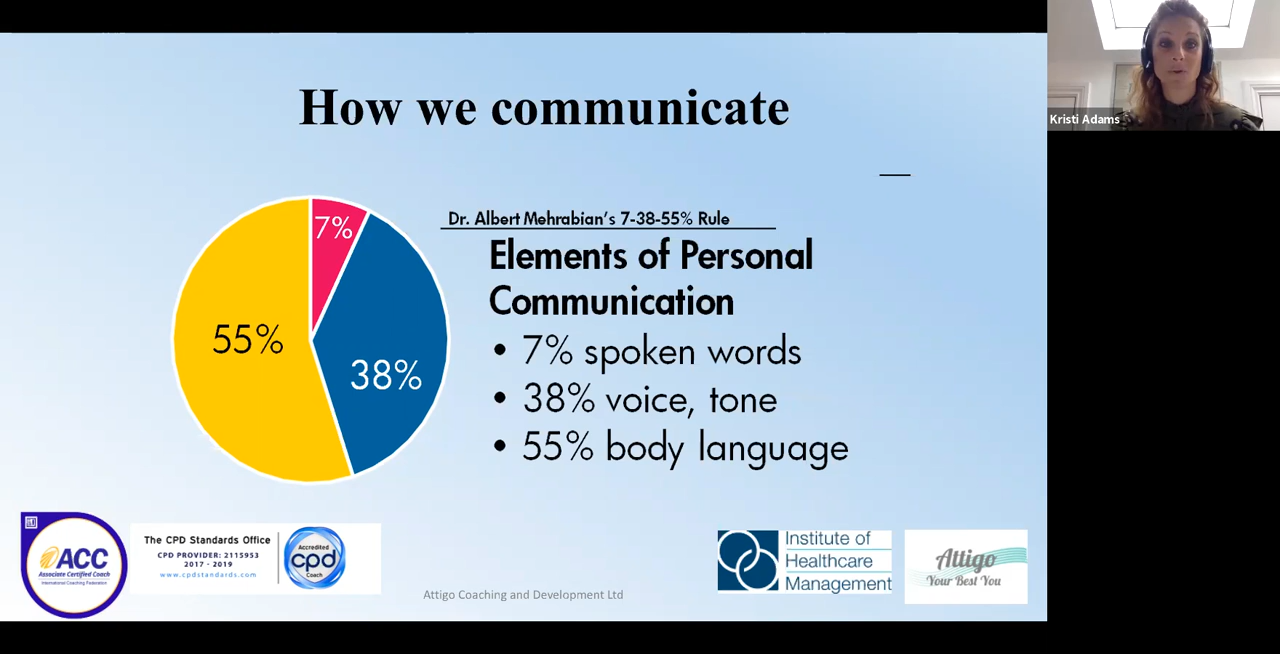 How we communicate
Kristi Adams
7%
55%
38%
Dr. Albert Mehrabian's 7-38-55% Rule
Elements of Personal
Communication
• 7% spoken words
• 38% voice, tone
• 55% body language
ACC
Associate Certified Coach
International Coaching Federation
The CPD Standards Office
CPD PROVIDER: 2115953
2017 - 2019
www.cpdstandards.com
Accredited
cpd
Coach
Attigo Coaching and Development Ltd
Institute of
Healthcare
Management
Attigo
Your Best You